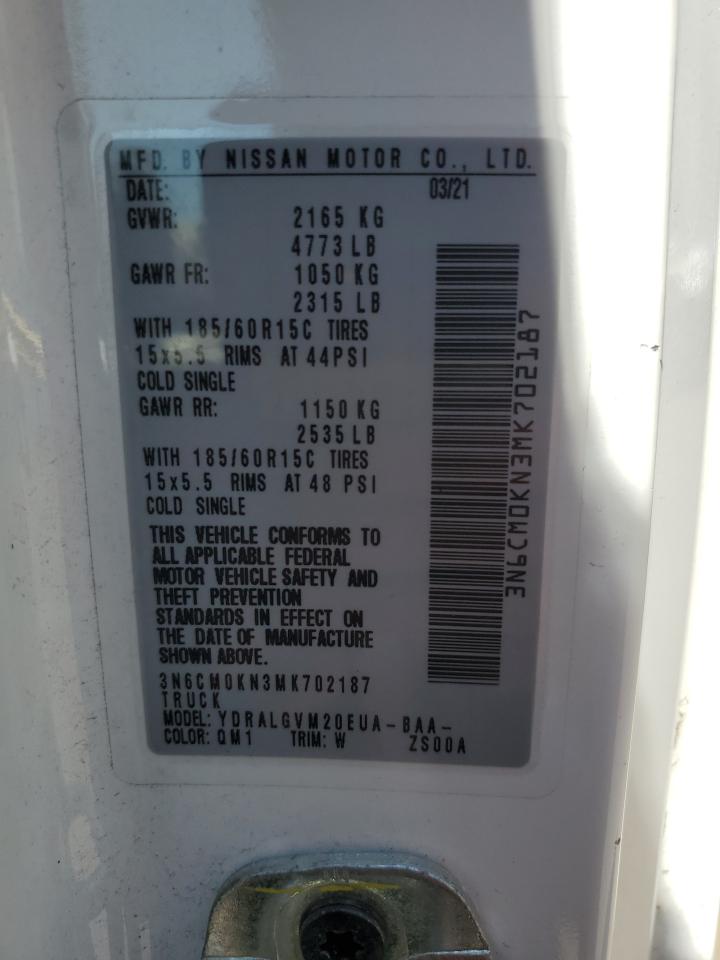 MFD. BY NISSAN MOTOR CO., LTD.
DATE: 03/21
GVWR: 2165 KG
4773 LB
GAWR FR: 1050 KG
2315 LB
WITH 185/60R15C TIRES
15x5.5 RIMS AT 44PSI
COLD SINGLE
GAWR RR: 1150 KG
2535 LB
WITH 185/60R15C TIRES
15x5.5 RIMS AT 48 PSI
COLD SINGLE
THIS VEHICLE CONFORMS TO
ALL APPLICABLE FEDERAL
MOTOR VEHICLE SAFETY AND
THEFT PREVENTION
STANDARDS IN EFFECT ON
THE DATE OF MANUFACTURE
SHOWN ABOVE.
3N6CM0KN3MK702187
TRUCK
MODEL: YDRALGVM20EUA-BAA-
COLOR: QM1 TRIM: W ZS00A
3N6CM0KN3MK702187